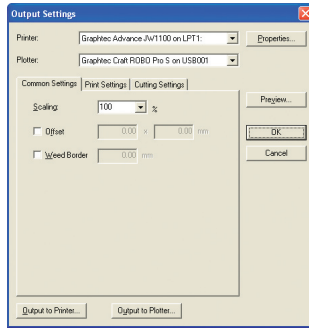 Output Settings
Printer: Graphtec Advance JW1100 on LPT1: Properties...
Plotter: Graphtec Craft ROBO Pro S on USB001
Common Settings Print Settings Cutting Settings
Scaling: 100 % Preview...
Offset 0.00 x 0.00 mm OK
Weed Border 0.00 mm Cancel
Output to Printer... Output to Plotter...